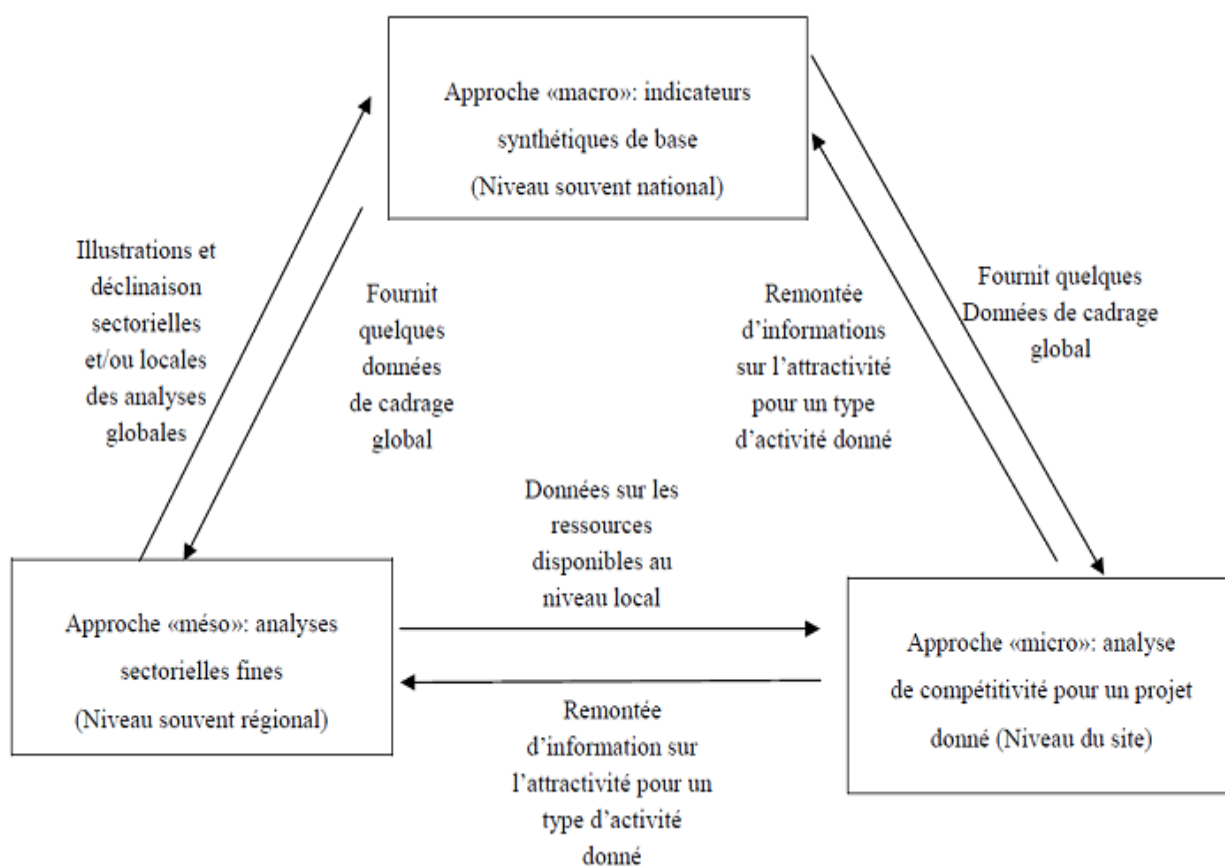 Approche «macro»: indicateurs
synthétiques de base
(Niveau souvent national)
Illustrations et
déclinaison
sectorielles
et/ou locales
des analyses
globales
Fournit
quelques
données
de cadrage
global
Remontée
d’informations
sur l’attractivité
pour un type
d’activité donné
Fournit quelques
Données de cadrage
global
Données sur les
ressources
disponibles au
niveau local
Approche «méso»: analyses
sectorielles fines
(Niveau souvent régional)
Approche «micro»: analyse
de compétitivité pour un projet
donné (Niveau du site)
Remontée
d’information sur
l’attractivité pour un
type d’activité
donné